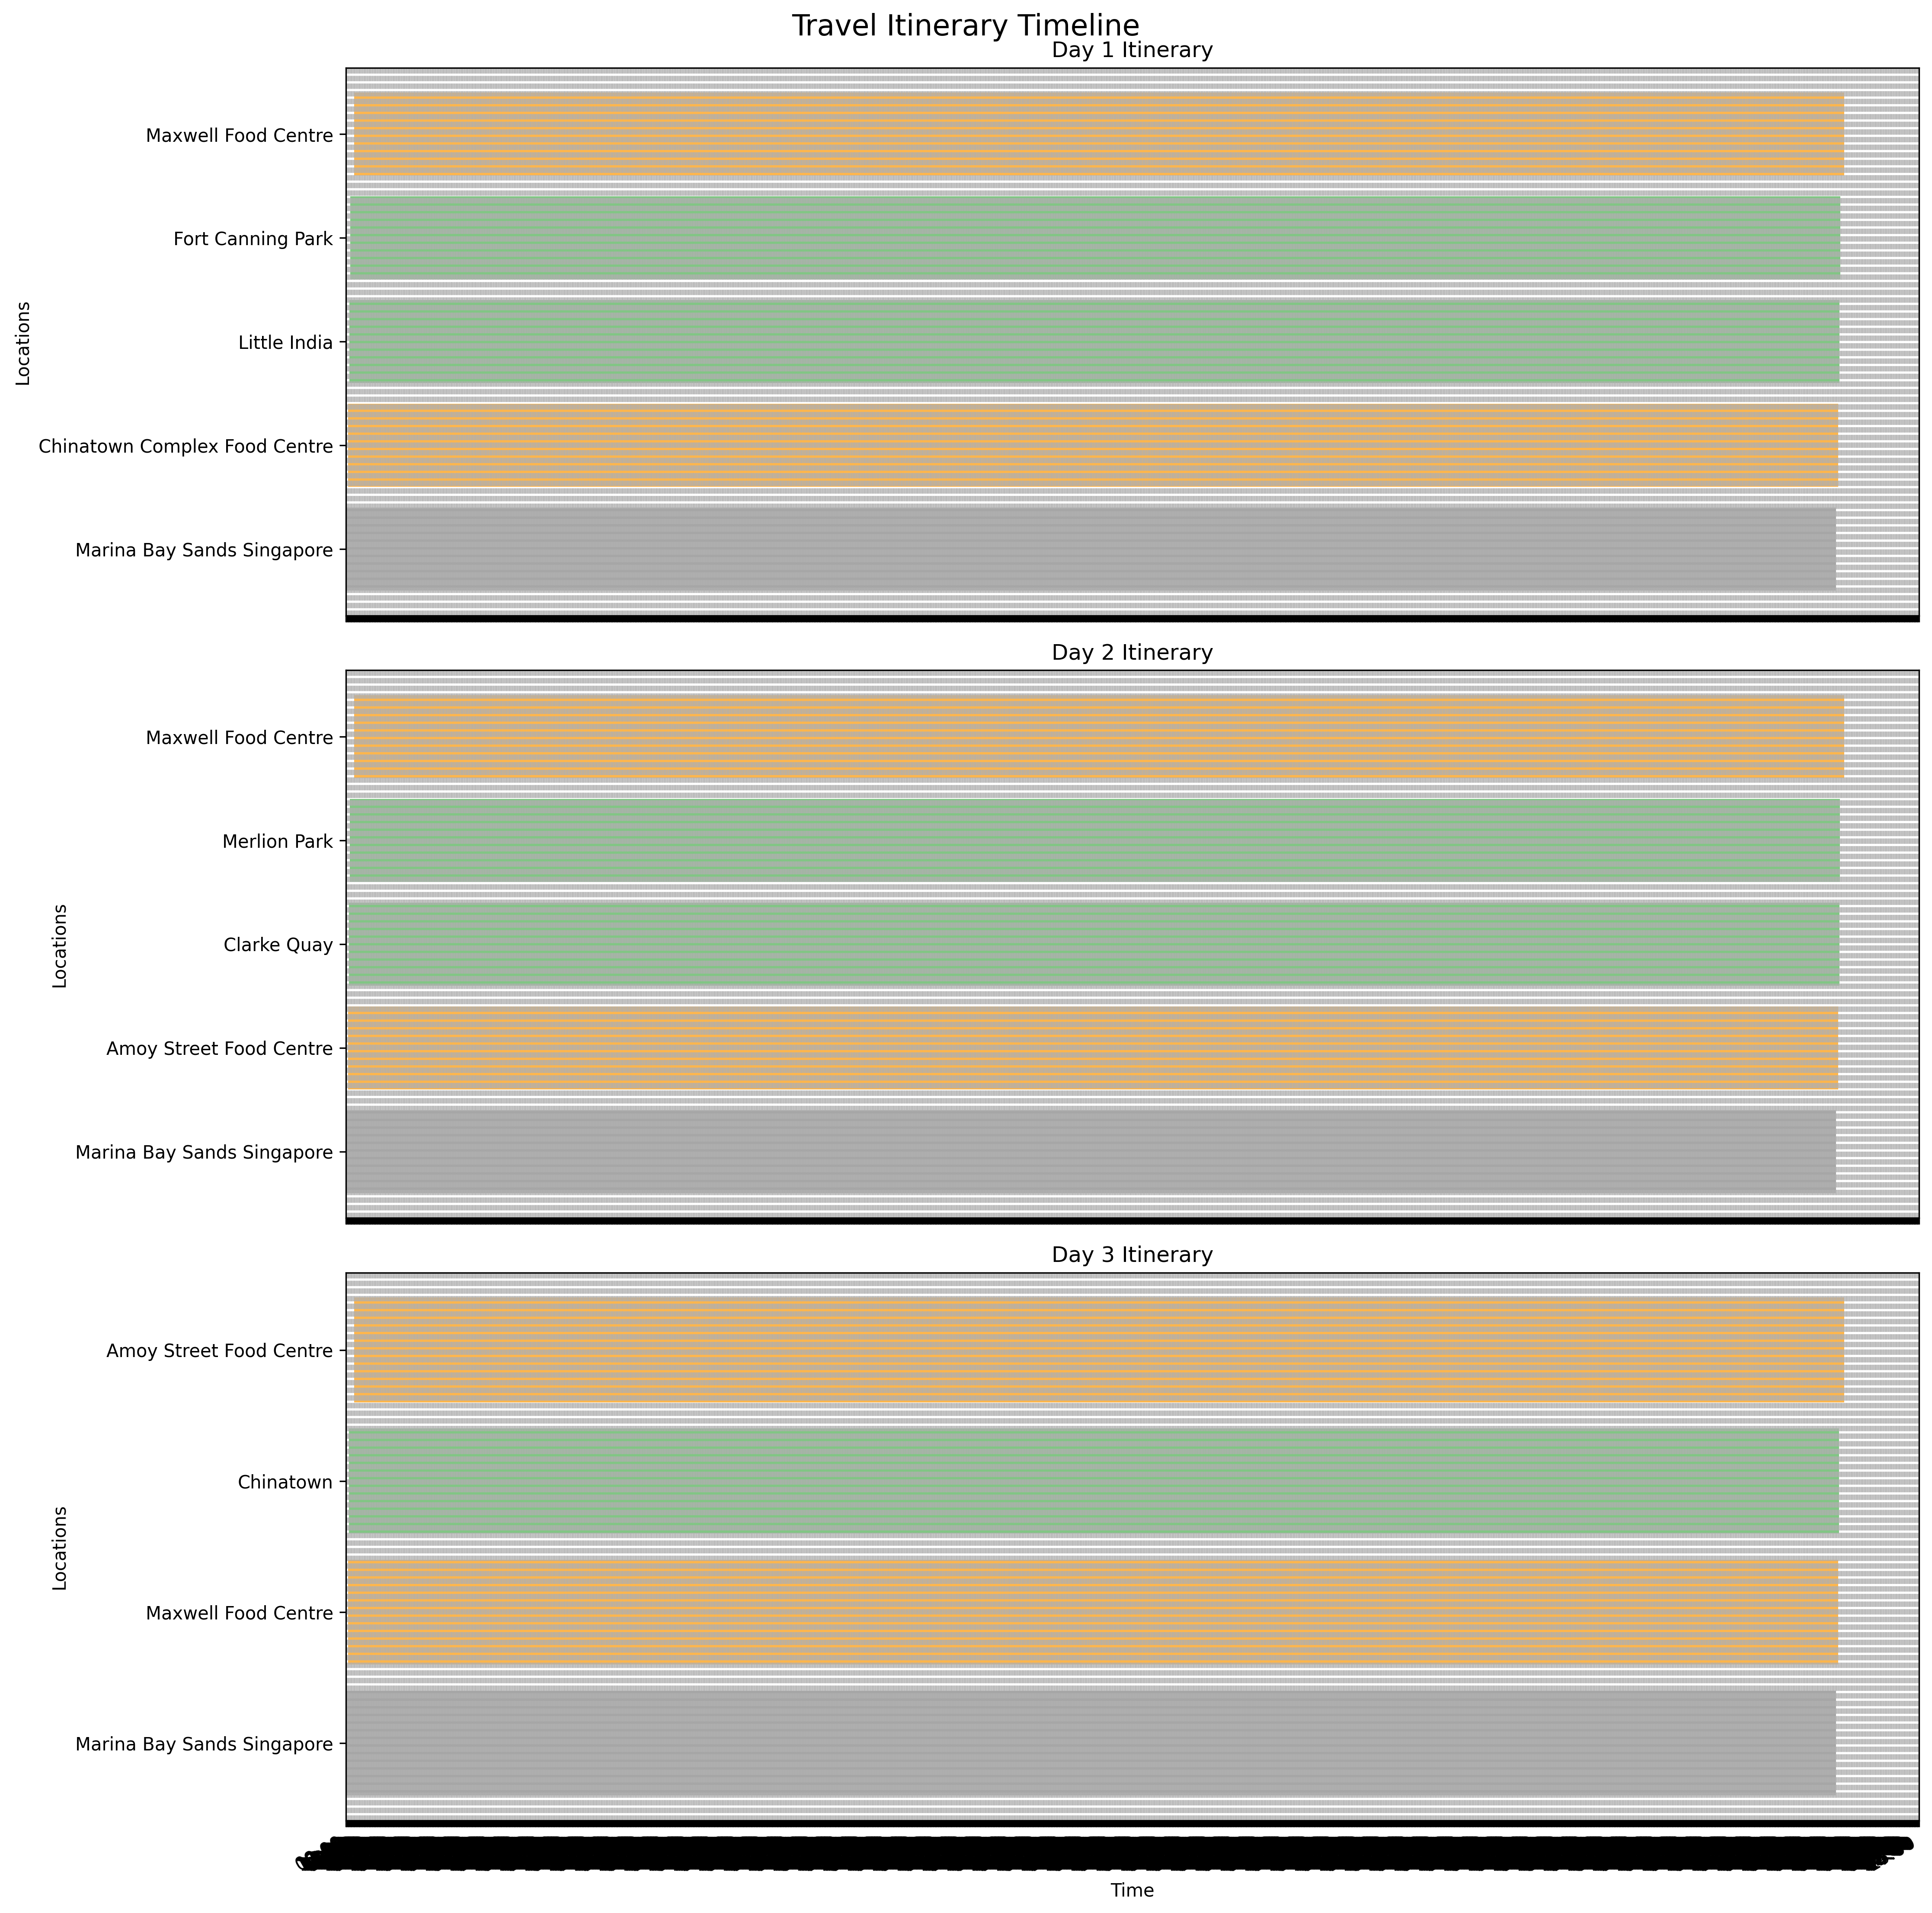 Travel Itinerary Timeline
Day 1 Itinerary
Maxwell Food Centre
Fort Canning Park
Little India
Chinatown Complex Food Centre
Marina Bay Sands Singapore
Locations
Day 2 Itinerary
Maxwell Food Centre
Merlion Park
Clarke Quay
Amoy Street Food Centre
Marina Bay Sands Singapore
Locations
Day 3 Itinerary
Amoy Street Food Centre
Chinatown
Maxwell Food Centre
Marina Bay Sands Singapore
Locations
Time